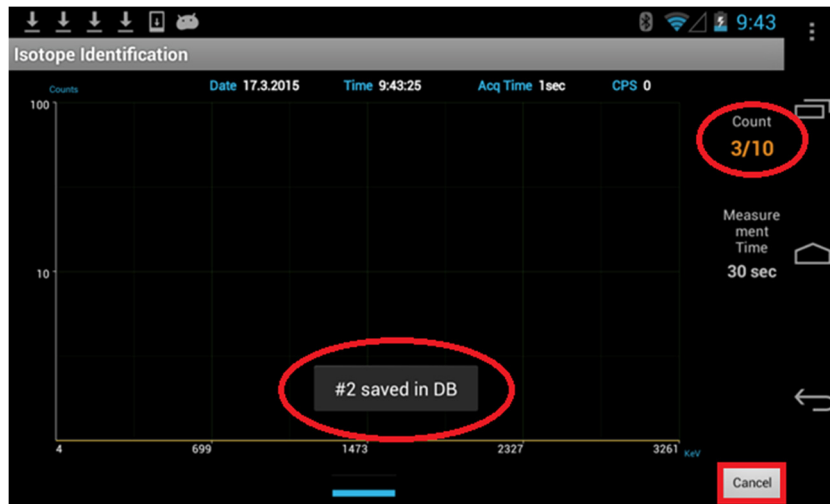 9:43
Isotope Identification
Counts
Date 17.3.2015 Time 9:43:25 Acq Time 1sec CPS 0
100
Count
3/10
Measure
ment
Time
30 sec
10
#2 saved in DB
4 699 1473 2327 3261 KeV
Cancel